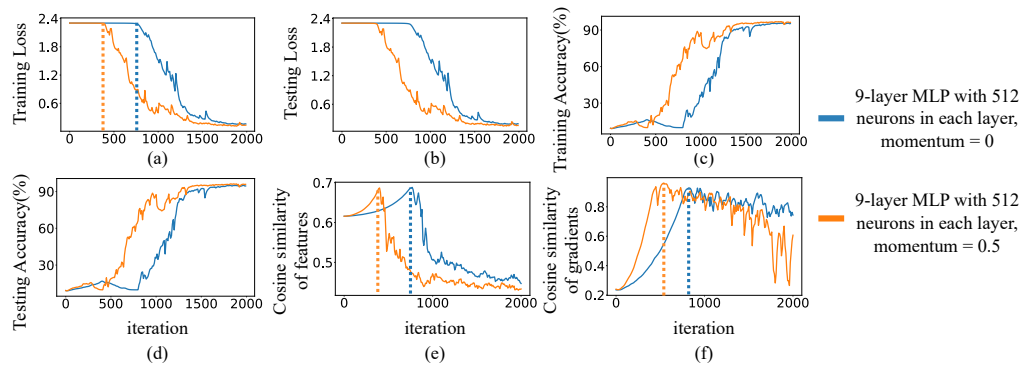 2.4
1.8
1.2
0.6
Training Loss
0
500
1000
1500
2000
(a)
2.4
1.8
1.2
0.6
Testing Loss
0
500
1000
1500
2000
(b)
90
60
30
Training Accuracy(%)
0
500
1000
1500
2000
(c)
9-layer MLP with 512
neurons in each layer,
momentum = 0
90
60
30
Testing Accuracy(%)
0
500
1000
1500
2000
iteration
(d)
0.7
0.6
0.5
Cosine similarity
of features
0
1000
2000
iteration
(e)
0.8
0.6
0.4
0.2
Cosine similarity
of gradients
0
1000
2000
iteration
(f)
9-layer MLP with 512
neurons in each layer,
momentum = 0.5